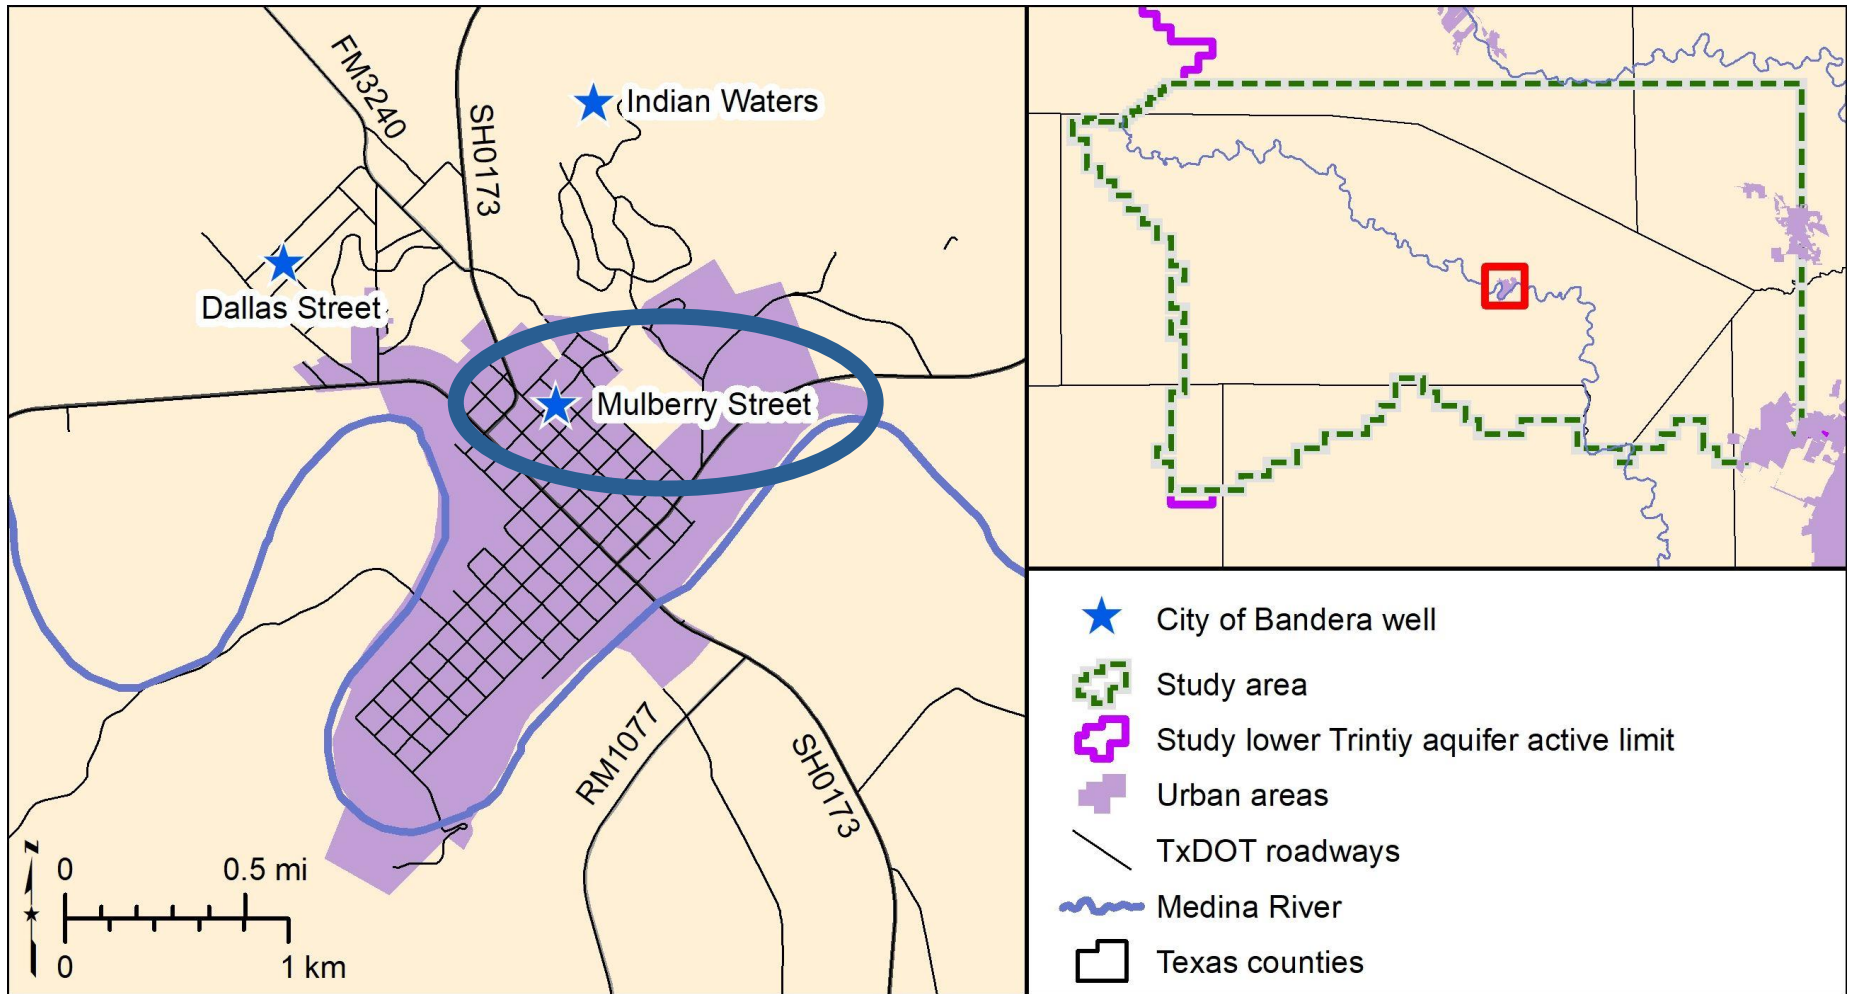 FM3240
SH0173
Indian Waters
Dallas Street
Mulberry Street
RM1077
SH0173
N
0 0.5 mi
0 1 km
City of Bandera well
Study area
Study lower Trintiy aquifer active limit
Urban areas
TxDOT roadways
Medina River
Texas counties